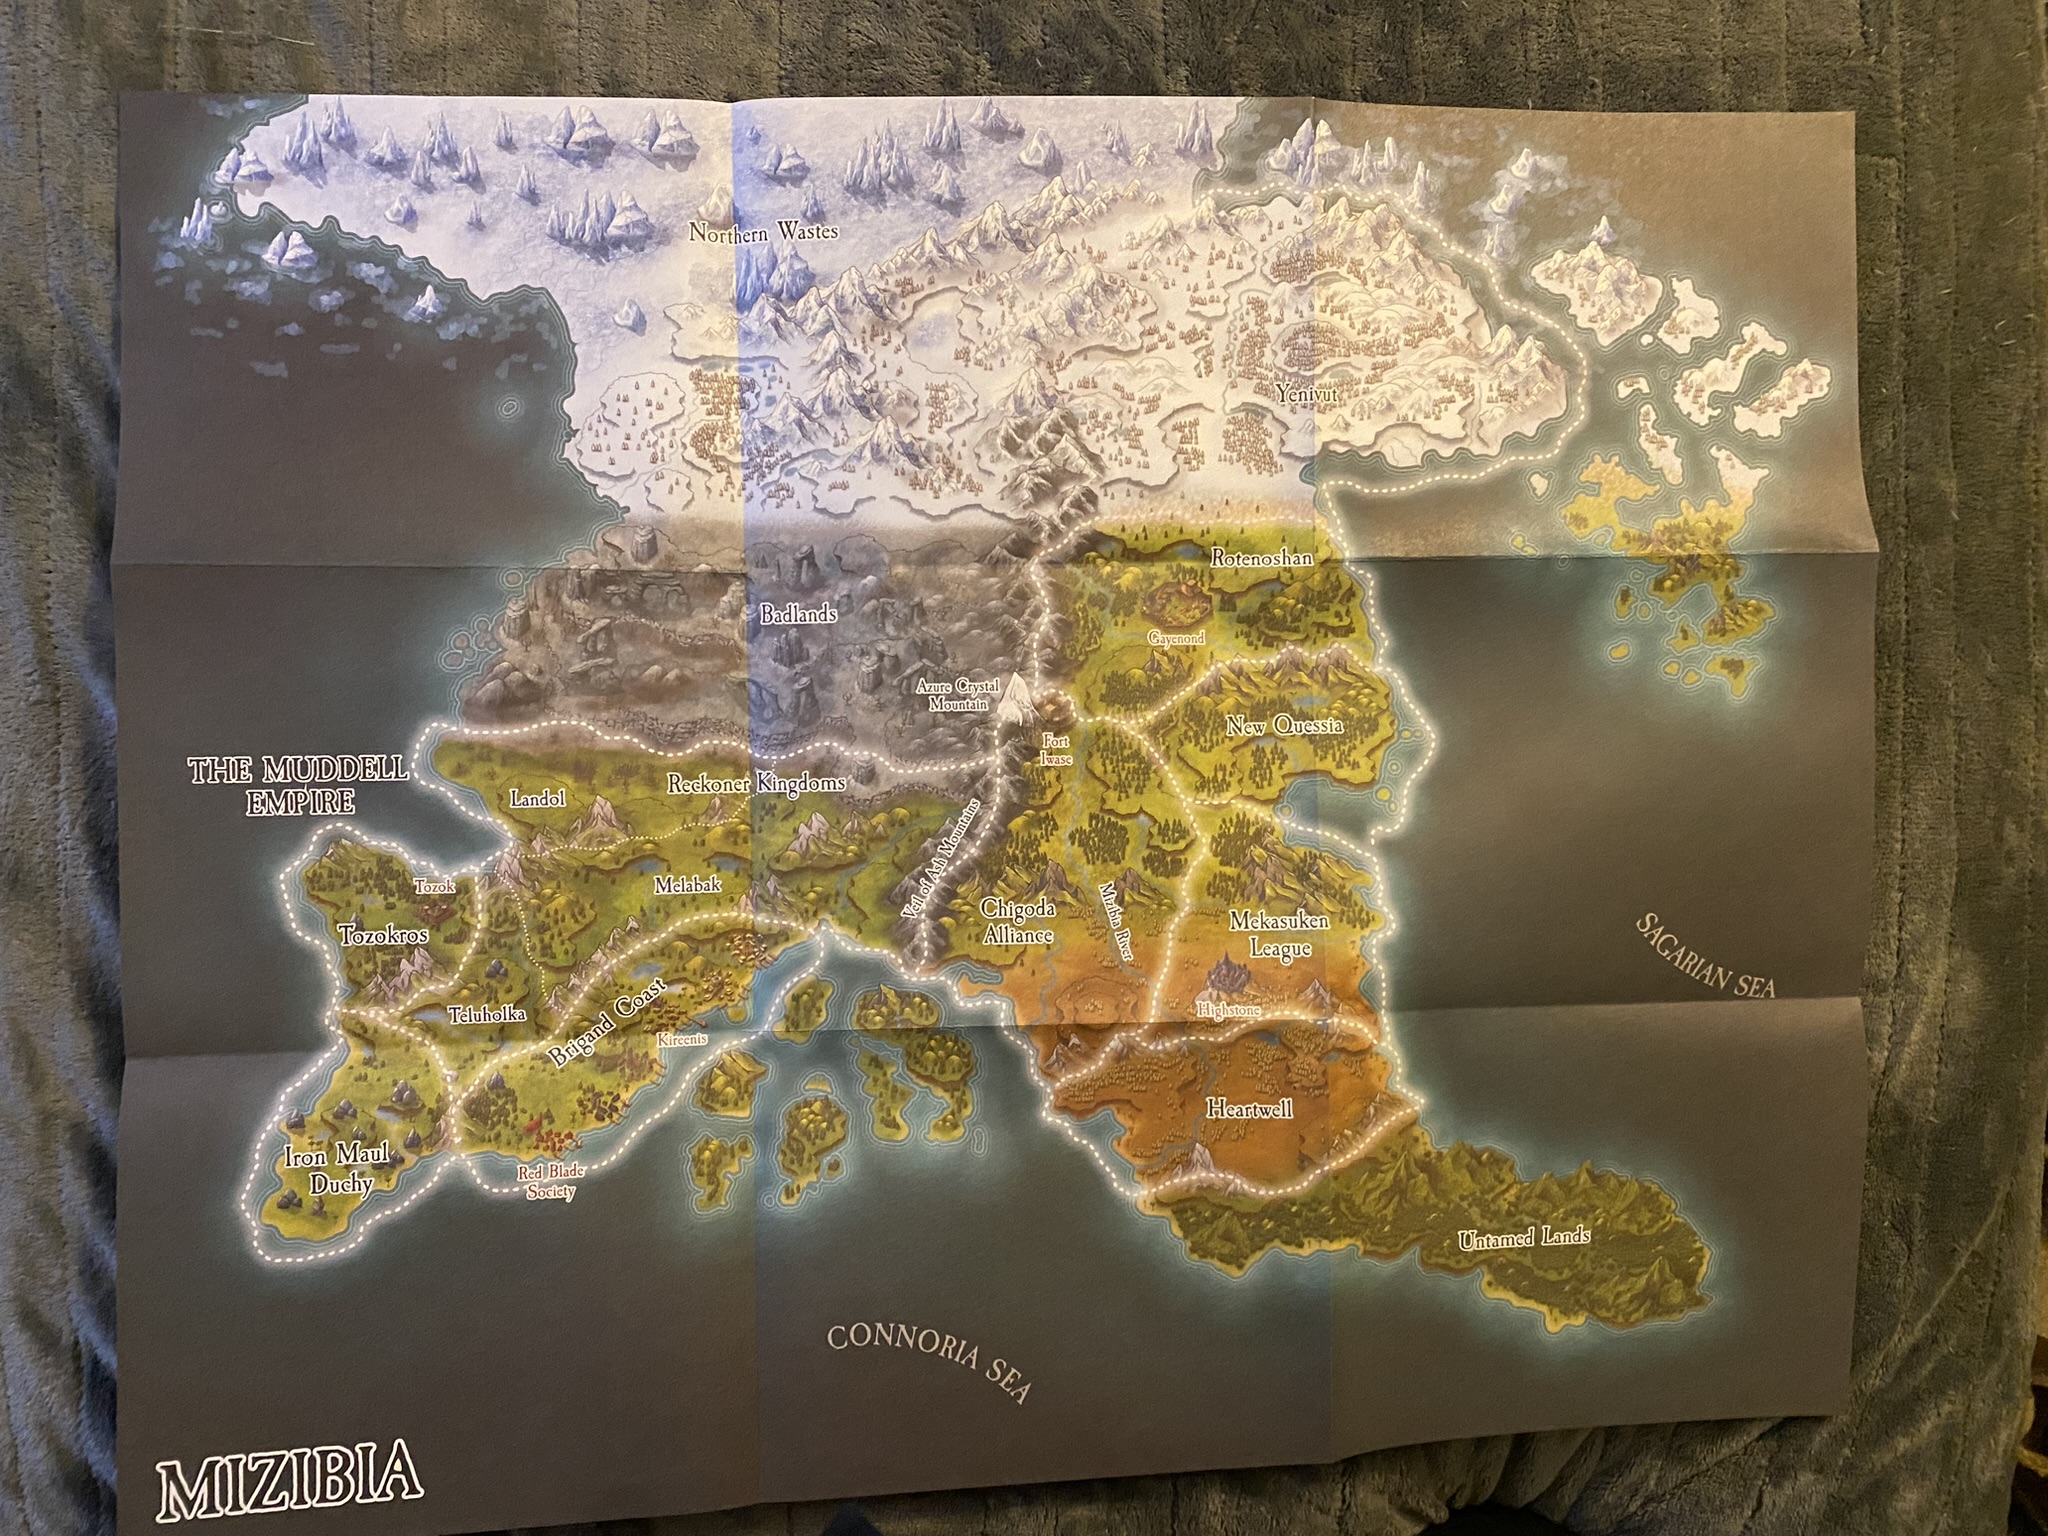 Northern Wastes
Yenivut
Rotenoshan
Badlands
Gayenond
Azure Crystal
Mountain
New Quessia
Fort
Iwase
THE MUDDELL
EMPIRE
Landol
Reckoner Kingdoms
Veil of Ash Mountains
Tozok
Melabak
Tozokros
Chigoda
Alliance
Mizibia River
Mekasuken
League
SAGARIAN SEA
Teluholka
Brigand Coast
Kircenis
Highstone
Iron Maul
Duchy
Red Blade
Society
Heartwell
Untamed Lands
CONNORIA SEA
MIZIBIA